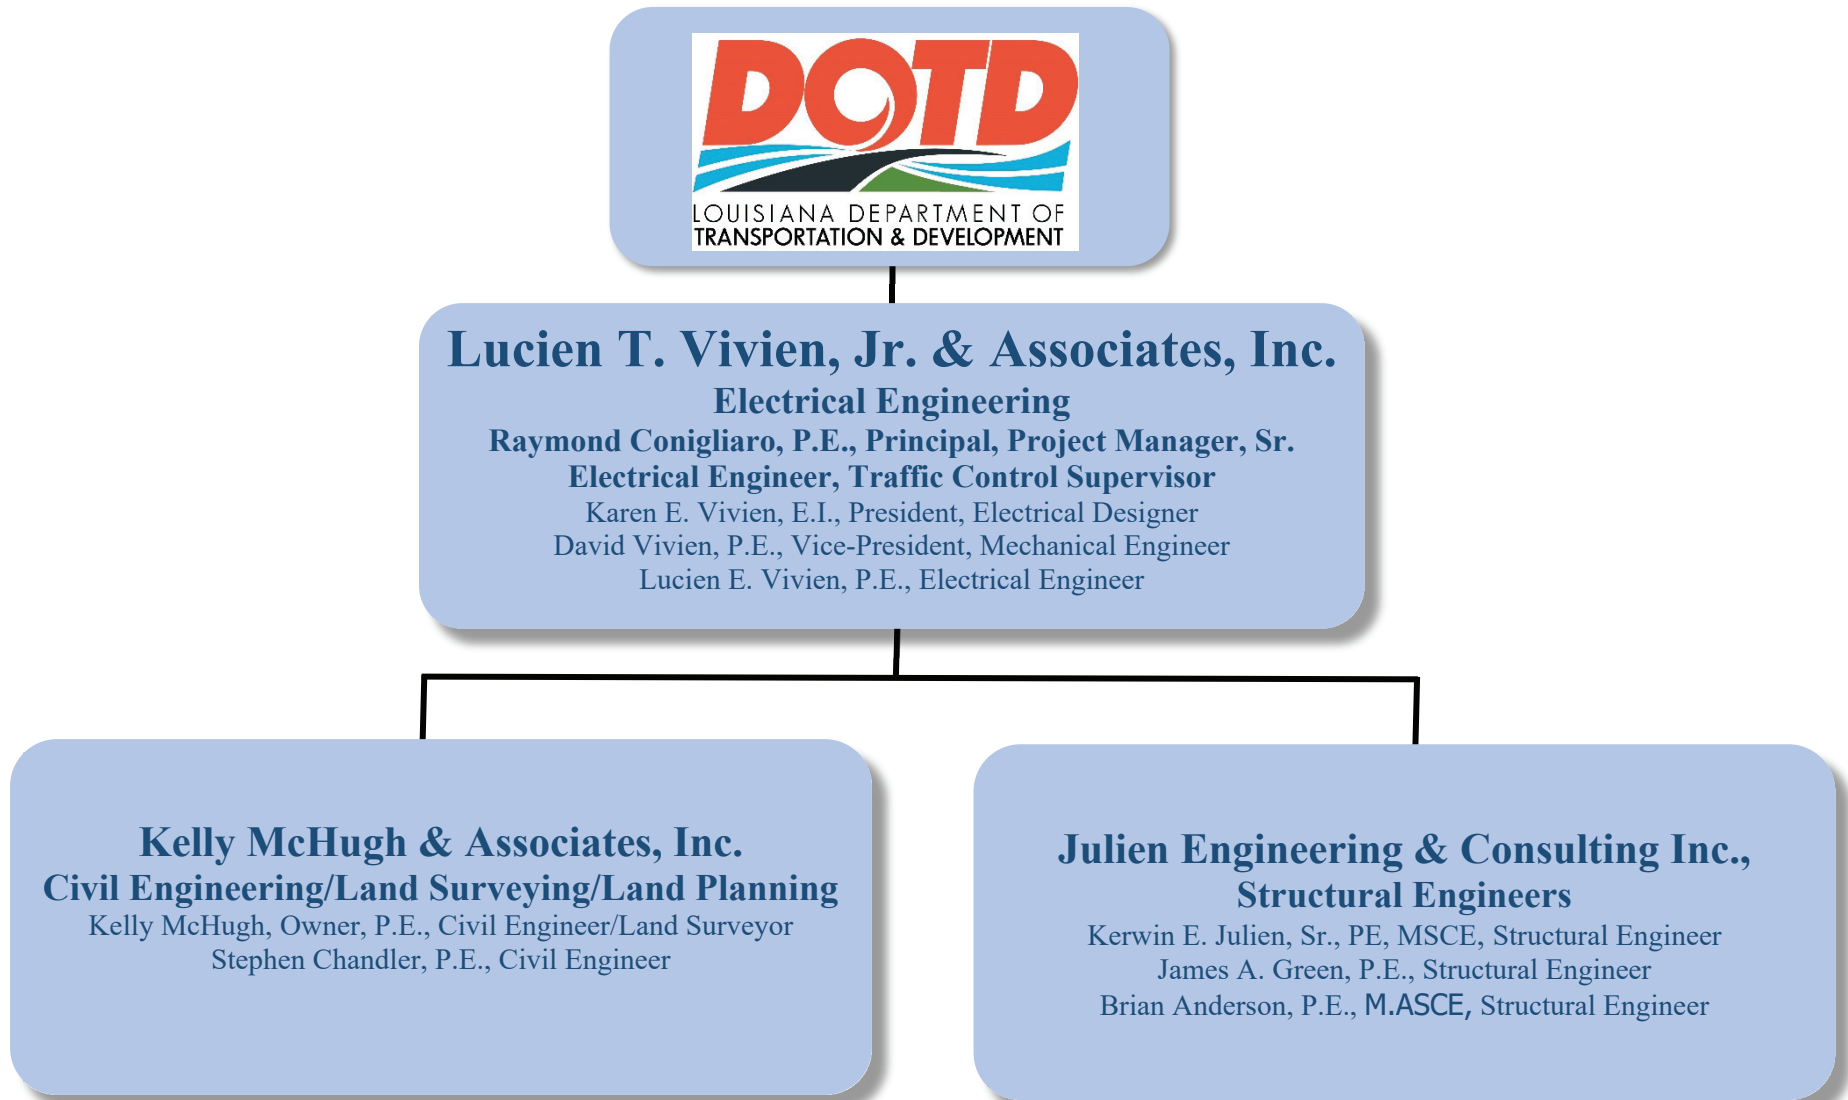 DOTD
LOUISIANA DEPARTMENT OF
TRANSPORTATION & DEVELOPMENT
Lucien T. Vivien, Jr. & Associates, Inc.
Electrical Engineering
Raymond Conigliaro, P.E., Principal, Project Manager, Sr.
Electrical Engineer, Traffic Control Supervisor
Karen E. Vivien, E.I., President, Electrical Designer
David Vivien, P.E., Vice-President, Mechanical Engineer
Lucien E. Vivien, P.E., Electrical Engineer
Kelly McHugh & Associates, Inc.
Civil Engineering/Land Surveying/Land Planning
Kelly McHugh, Owner, P.E., Civil Engineer/Land Surveyor
Stephen Chandler, P.E., Civil Engineer
Julien Engineering & Consulting Inc.,
Structural Engineers
Kerwin E. Julien, Sr., PE, MSCE, Structural Engineer
James A. Green, P.E., Structural Engineer
Brian Anderson, P.E., M.ASCE, Structural Engineer